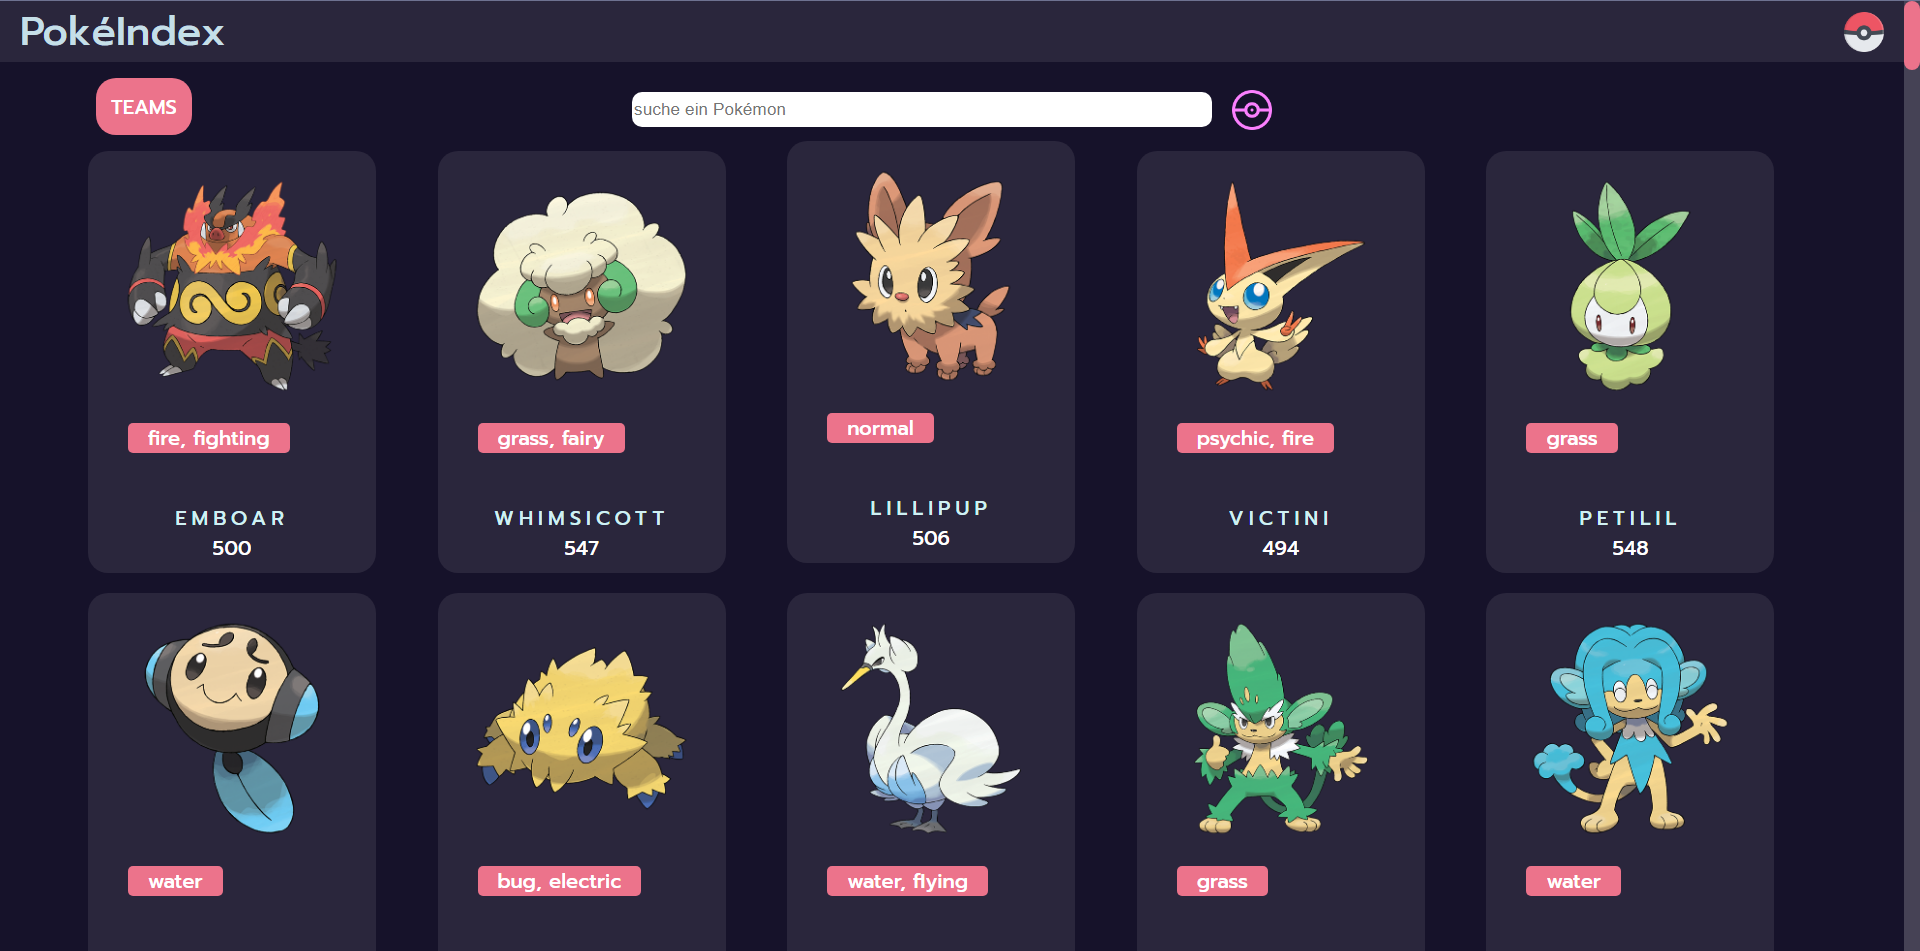 PokéIndex
TEAMS
suche ein Pokémon
fire, fighting
EMBOAR
500
grass, fairy
WHIMSICOTT
547
normal
LILLIPUP
506
psychic, fire
VICTINI
494
grass
PETILIL
548
water
bug, electric
water, flying
grass
water